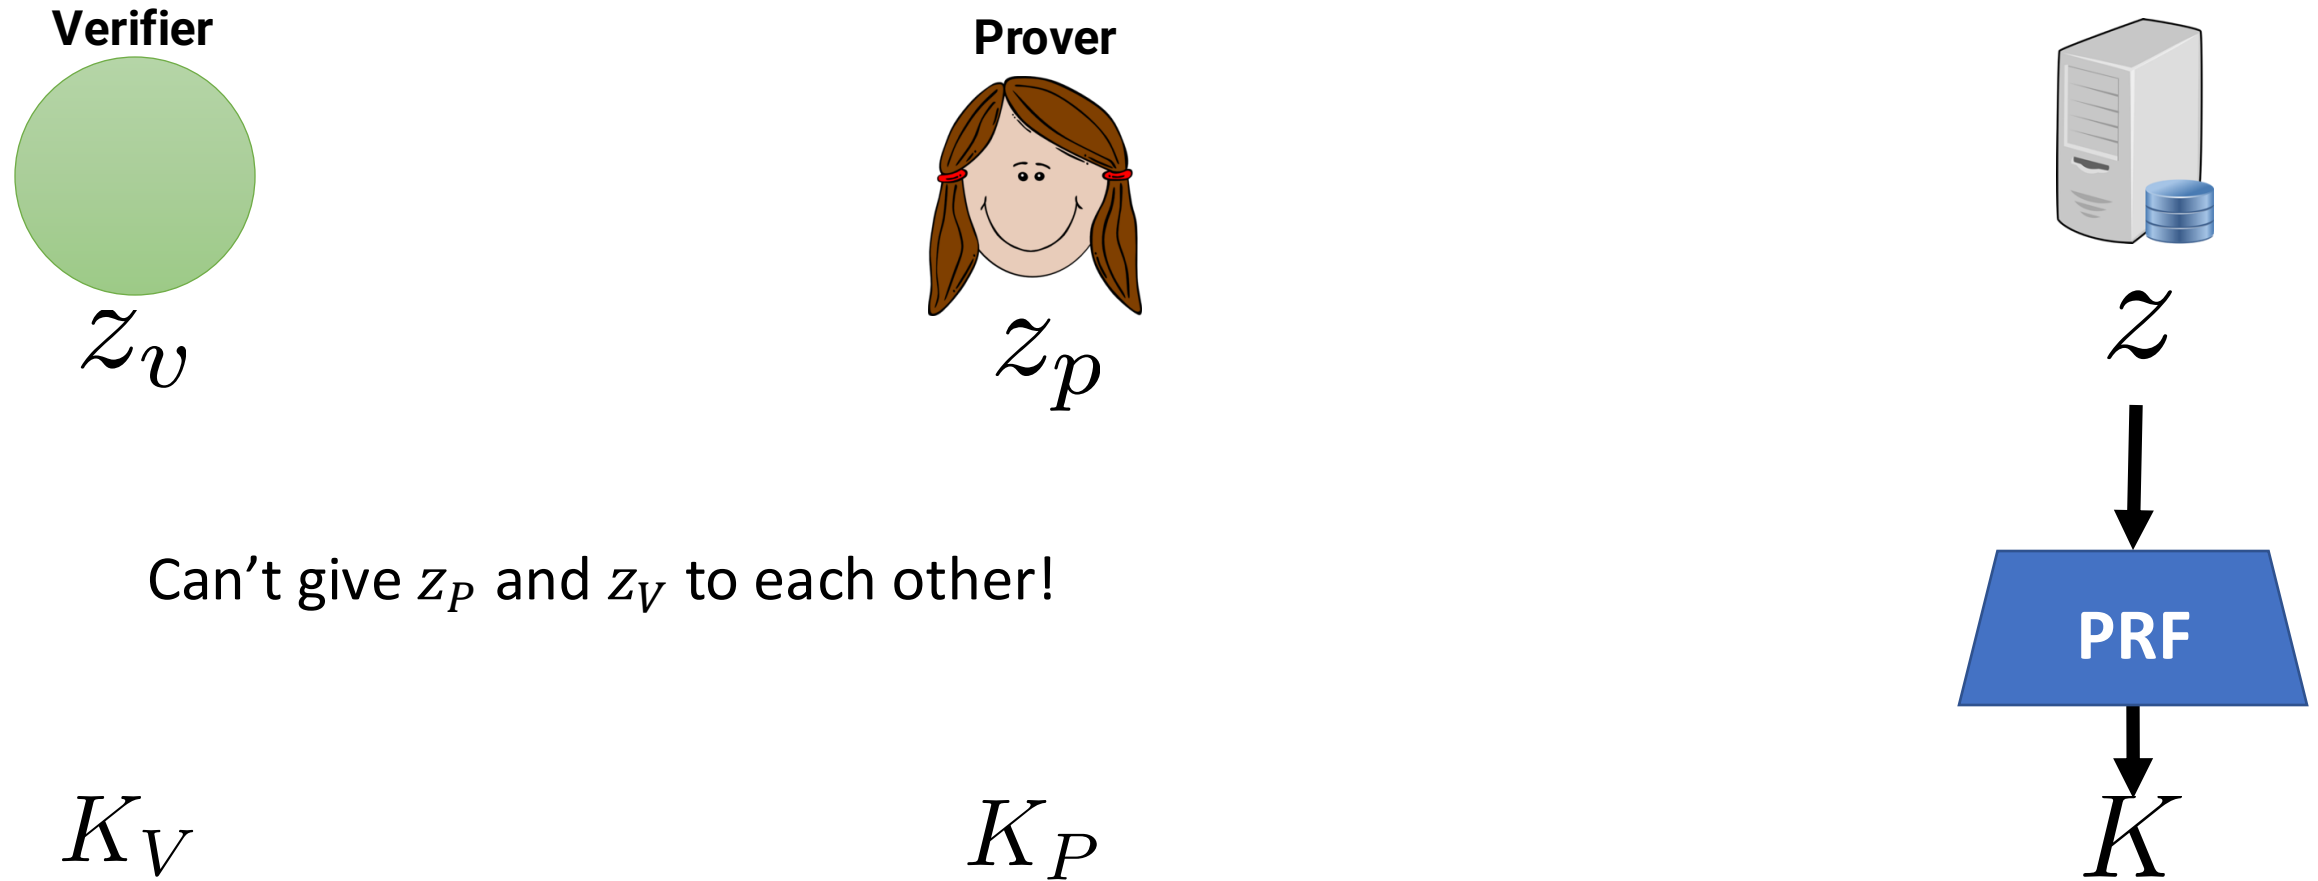 Verifier
Prover
z_v
z_p
z
Can't give z_P and z_V to each other!
PRF
K_V
K_P
K